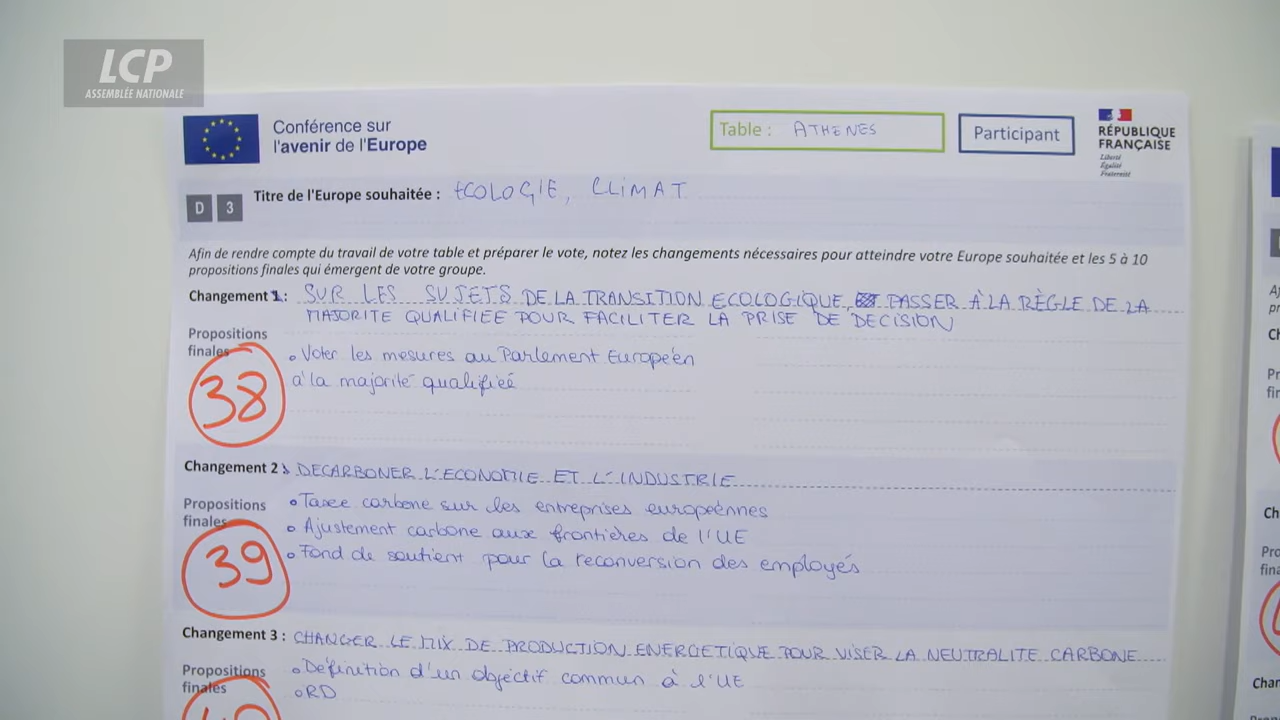 LCP
ASSEMBLÉE NATIONALE
Conférence sur
l'avenir de l'Europe
Table : ATHENES
Participant
RÉPUBLIQUE
FRANÇAISE
Liberté
Égalité
Fraternité
D 3
Titre de l'Europe souhaitée : ECOLOGIE, CLIMAT
Afin de rendre compte du travail de votre table et préparer le vote, notez les changements nécessaires pour atteindre votre Europe souhaitée et les 5 à 10
propositions finales qui émergent de votre groupe.
Changement 1 : SUR LES SUJETS DE LA TRANSITION ECOLOGIQUE, PASSER À LA RÈGLE DE LA
MAJORITE QUALIFIEE POUR FACILITER LA PRISE DE DECISION
Propositions
finales
38
• Voter les mesures au Parlement Européen
à la majorité qualifiée
Changement 2 : DECARBONER L'ECONOMIE ET L'INDUSTRIE
Propositions
finales
39
• Taxe carbone sur les entreprises européennes
• Ajustement carbone aux frontières de l'UE
• Fond de soutient pour la reconversion des employés
Changement 3 : CHANGER LE MIX DE PRODUCTION ENERGETIQUE POUR VISER LA NEUTRALITE CARBONE
Propositions
finales
• Définition d'un objectif commun à l'UE
• RD